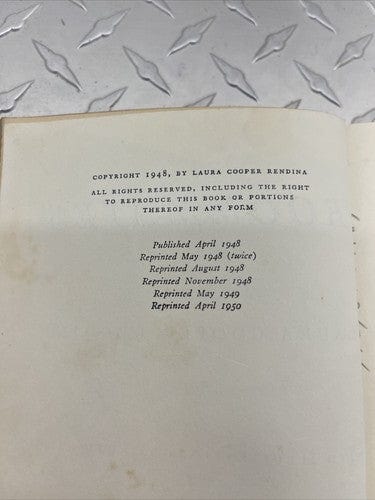 COPYRIGHT 1948, BY LAURA COOPER RENDINA
ALL RIGHTS RESERVED, INCLUDING THE RIGHT
TO REPRODUCE THIS BOOK OR PORTIONS
THEREOF IN ANY FORM
Published April 1948
Reprinted May 1948 (twice)
Reprinted August 1948
Reprinted November 1948
Reprinted May 1949
Reprinted April 1950